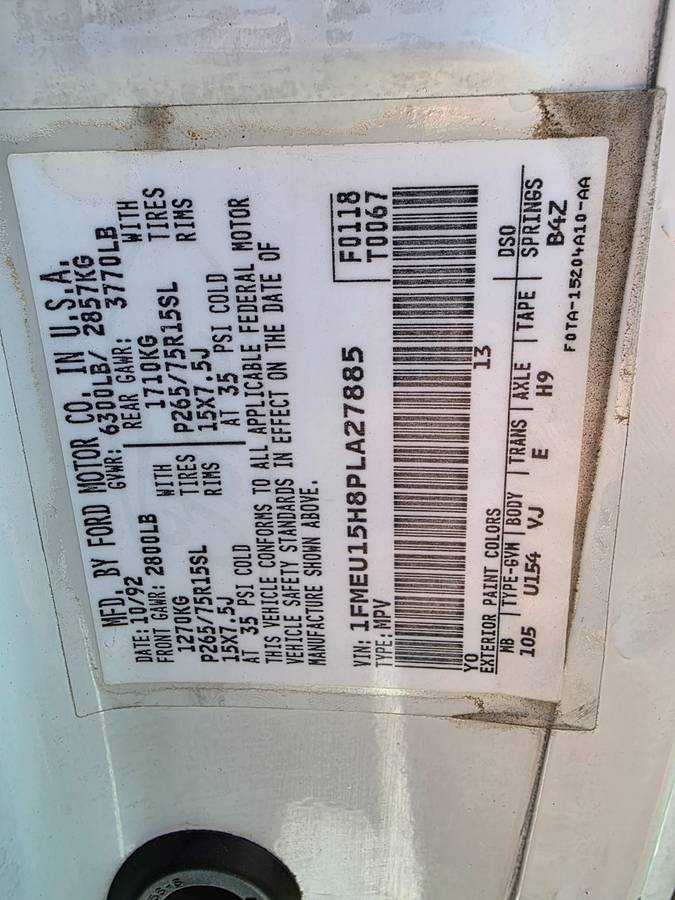 MFD. BY FORD MOTOR CO. IN U.S.A.
DATE: 10/92 GVWR: 6300LB/ 2857KG
FRONT GAWR: 2800LB REAR GAWR: 3770LB
1270KG WITH 1710KG WITH
P265/75R15SL TIRES P265/75R15SL TIRES
15X7.5J RIMS 15X7.5J RIMS
AT 35 PSI COLD AT 35 PSI COLD
THIS VEHICLE CONFORMS TO ALL APPLICABLE FEDERAL MOTOR
VEHICLE SAFETY STANDARDS IN EFFECT ON THE DATE OF
MANUFACTURE SHOWN ABOVE.
F0118
T0067
VIN: 1FMEU15H8PLA27885
TYPE: MPV
YO 13
EXTERIOR PAINT COLORS DSO
WB | TYPE-GVW | BODY | TRANS | AXLE | TAPE | SPRINGS
105 U154 VJ E H9 B4Z
F0TA-15204A10-AA